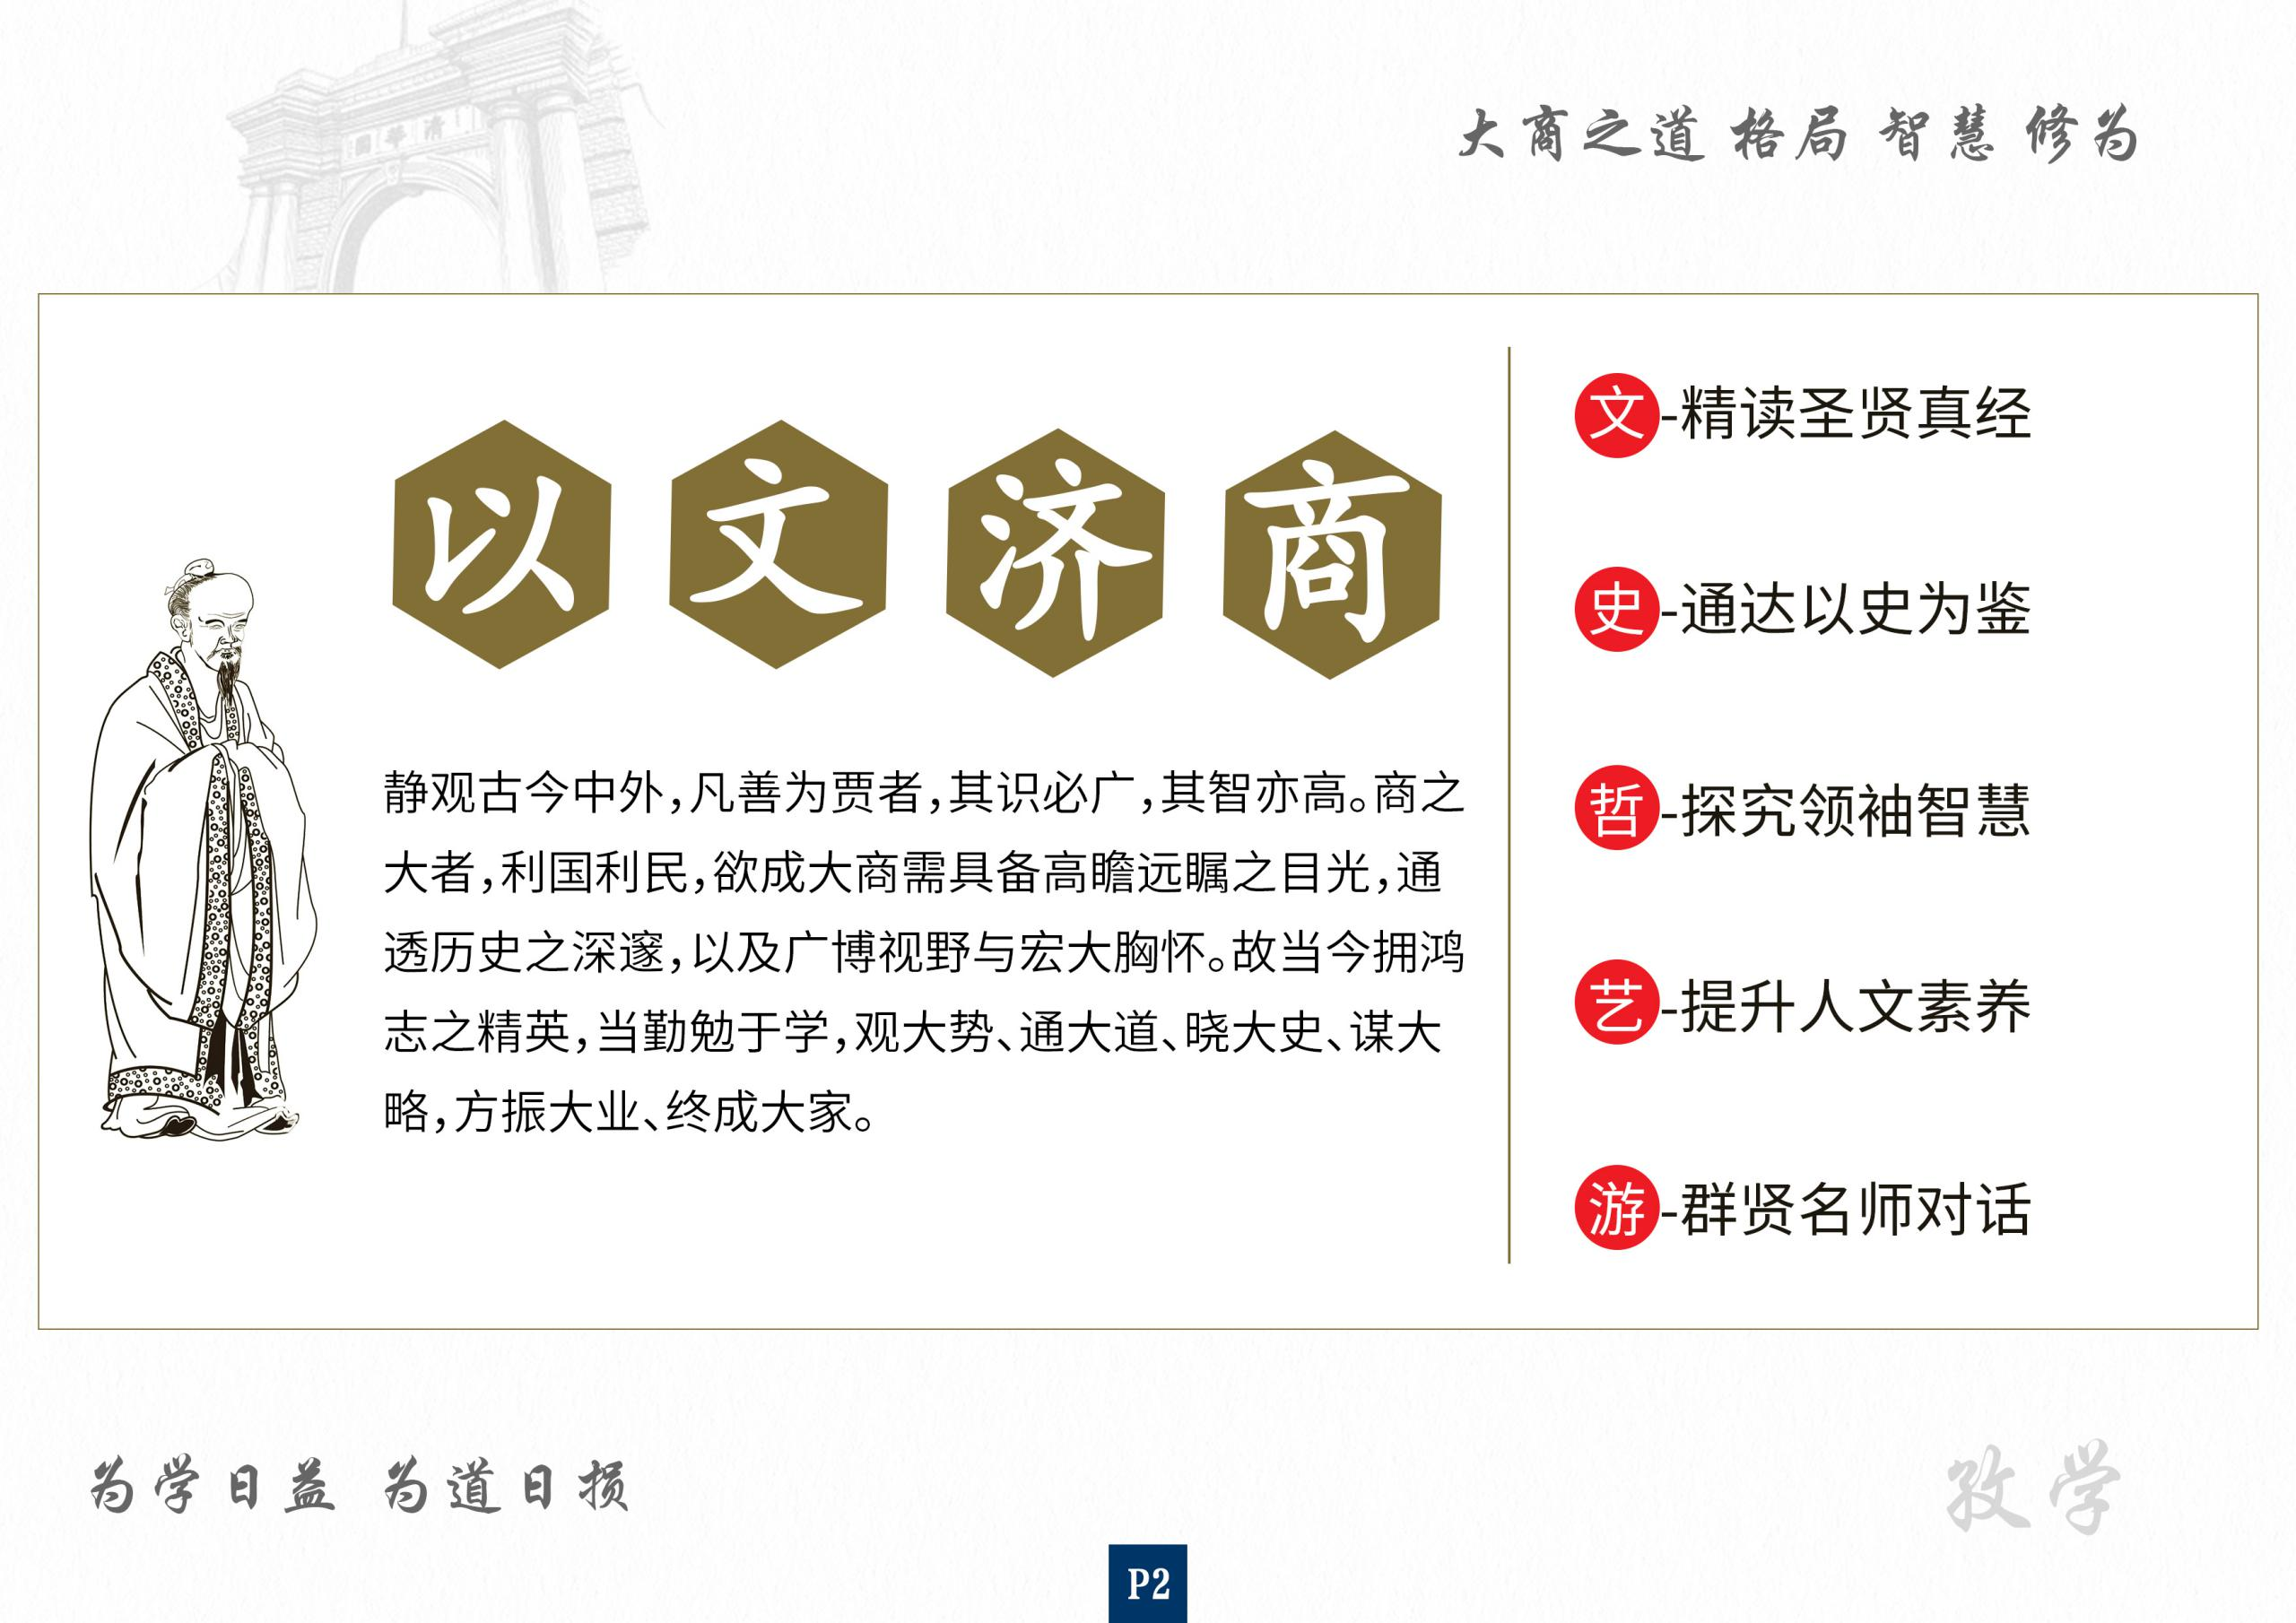 園華清
大商之道 格局 智慧 修为
以文济商
静观古今中外，凡善为贾者，其识必广，其智亦高。商之
大者，利国利民，欲成大商需具备高瞻远瞩之目光，通
透历史之深邃，以及广博视野与宏大胸怀。故当今拥鸿
志之精英，当勤勉于学，观大势、通大道、晓大史、谋大
略，方振大业、终成大家。
文-精读圣贤真经
史-通达以史为鉴
哲-探究领袖智慧
艺-提升人文素养
游-群贤名师对话
为学日益 为道日损
孜学
P2